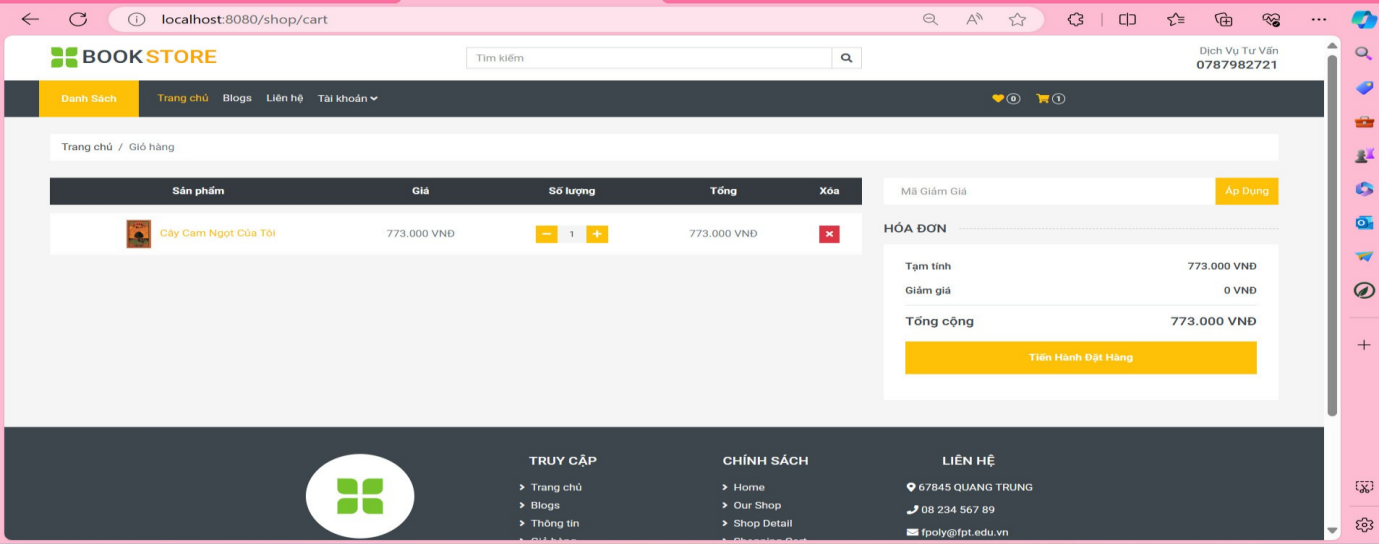 localhost:8080/shop/cart
BOOKSTORE
Tìm kiếm
Dịch Vụ Tư Vấn
0787982721
Danh Sách Trang chủ Blogs Liên hệ Tài khoản 0 1
Trang chủ / Giỏ hàng
Sản phẩm Giá Số lượng Tổng Xóa
Cây Cam Ngọt Của Tôi 773.000 VNĐ 1 773.000 VNĐ
Mã Giảm Giá Áp Dụng
HÓA ĐƠN
Tạm tính 773.000 VNĐ
Giảm giá 0 VNĐ
Tổng cộng 773.000 VNĐ
Tiến Hành Đặt Hàng
TRUY CẬP
Trang chủ
Blogs
Thông tin
Giỏ hàng
CHÍNH SÁCH
Home
Our Shop
Shop Detail
Shopping Cart
LIÊN HỆ
67845 QUANG TRUNG
08 234 567 89
fpoly@fpt.edu.vn